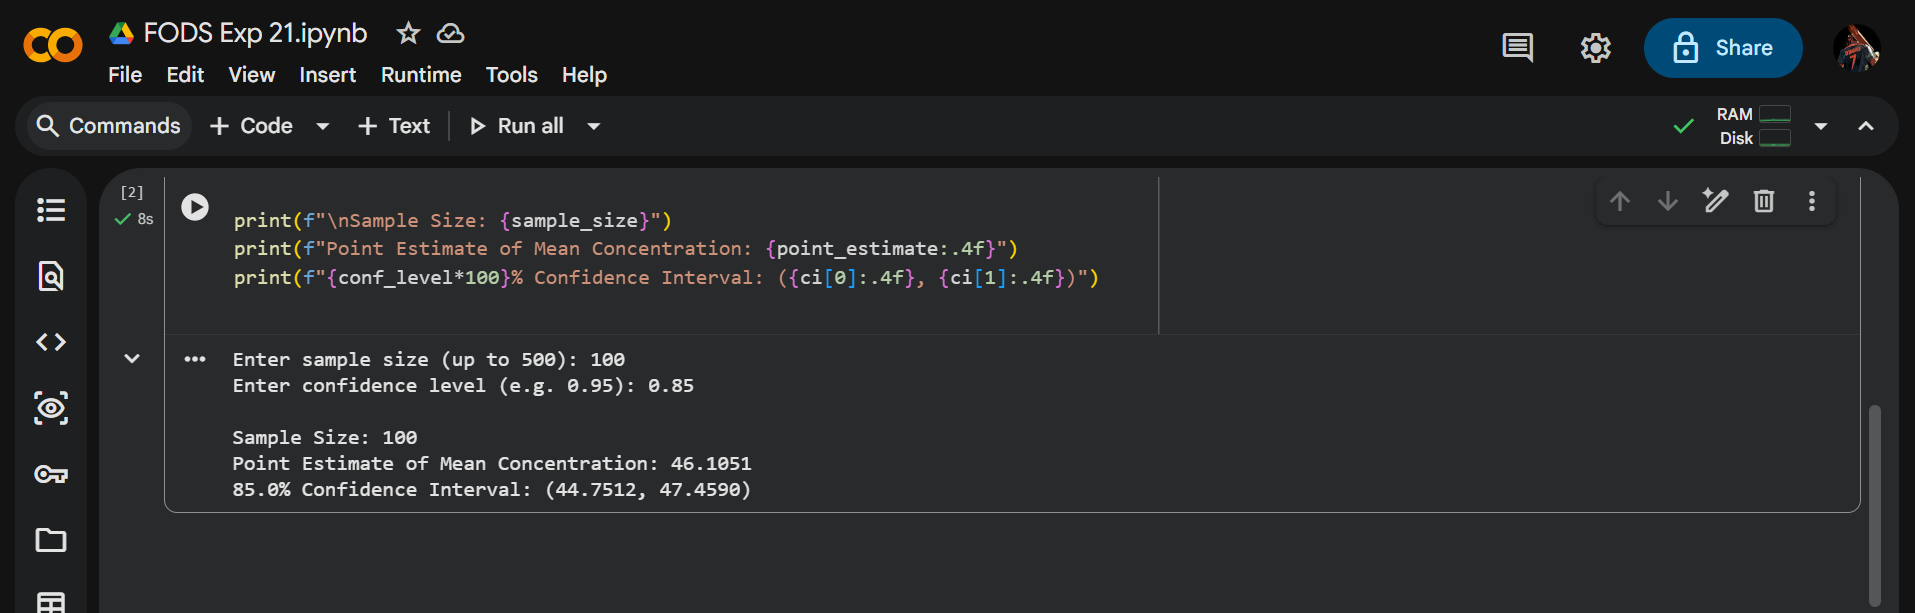 FODS Exp 21.ipynb
File Edit View Insert Runtime Tools Help
Share
Commands + Code + Text Run all
RAM
Disk
[2]
8s
print(f"\nSample Size: {sample_size}")
print(f"Point Estimate of Mean Concentration: {point_estimate:.4f}")
print(f"{conf_level*100}% Confidence Interval: ({ci[0]:.4f}, {ci[1]:.4f})")
Enter sample size (up to 500): 100
Enter confidence level (e.g. 0.95): 0.85
Sample Size: 100
Point Estimate of Mean Concentration: 46.1051
85.0% Confidence Interval: (44.7512, 47.4590)